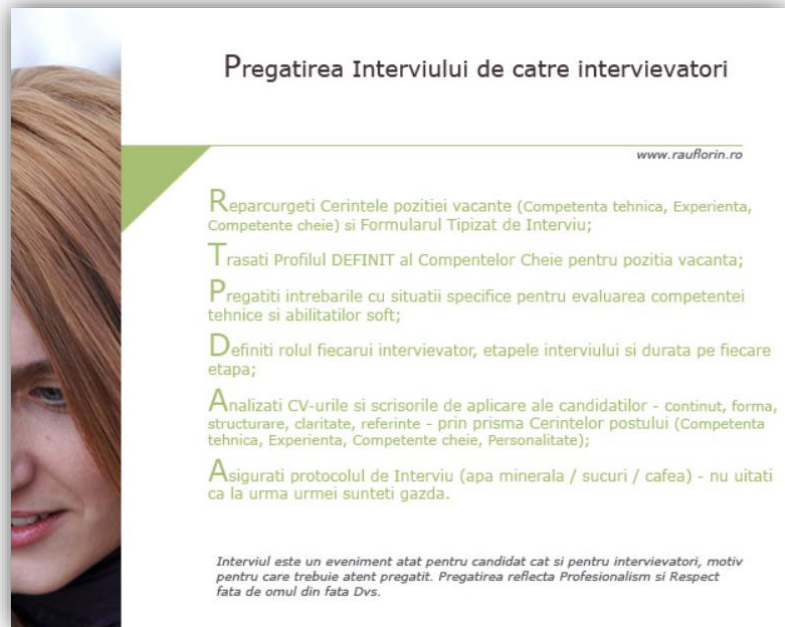 Pregatirea Interviului de catre intervievatori
www.rauflorin.ro
Reparcurgeti Cerintele pozitiei vacante (Competenta tehnica, Experienta,
Competente cheie) si Formularul Tipizat de Interviu;
Trasati Profilul DEFINIT al Compentelor Cheie pentru pozitia vacanta;
Pregatiti intrebarile cu situatii specifice pentru evaluarea competentei
tehnice si abilitatilor soft;
Definiti rolul fiecarui intervievator, etapele interviului si durata pe fiecare
etapa;
Analizati CV-urile si scrisorile de aplicare ale candidatilor - continut, forma,
structurare, claritate, referinte - prin prisma Cerintelor postului (Competenta
tehnica, Experienta, Competente cheie, Personalitate);
Asigurati protocolul de Interviu (apa minerala / sucuri / cafea) - nu uitati
ca la urma urmei sunteti gazda.
Interviul este un eveniment atat pentru candidat cat si pentru intervievatori, motiv
pentru care trebuie atent pregatit. Pregatirea reflecta Profesionalism si Respect
fata de omul din fata Dvs.